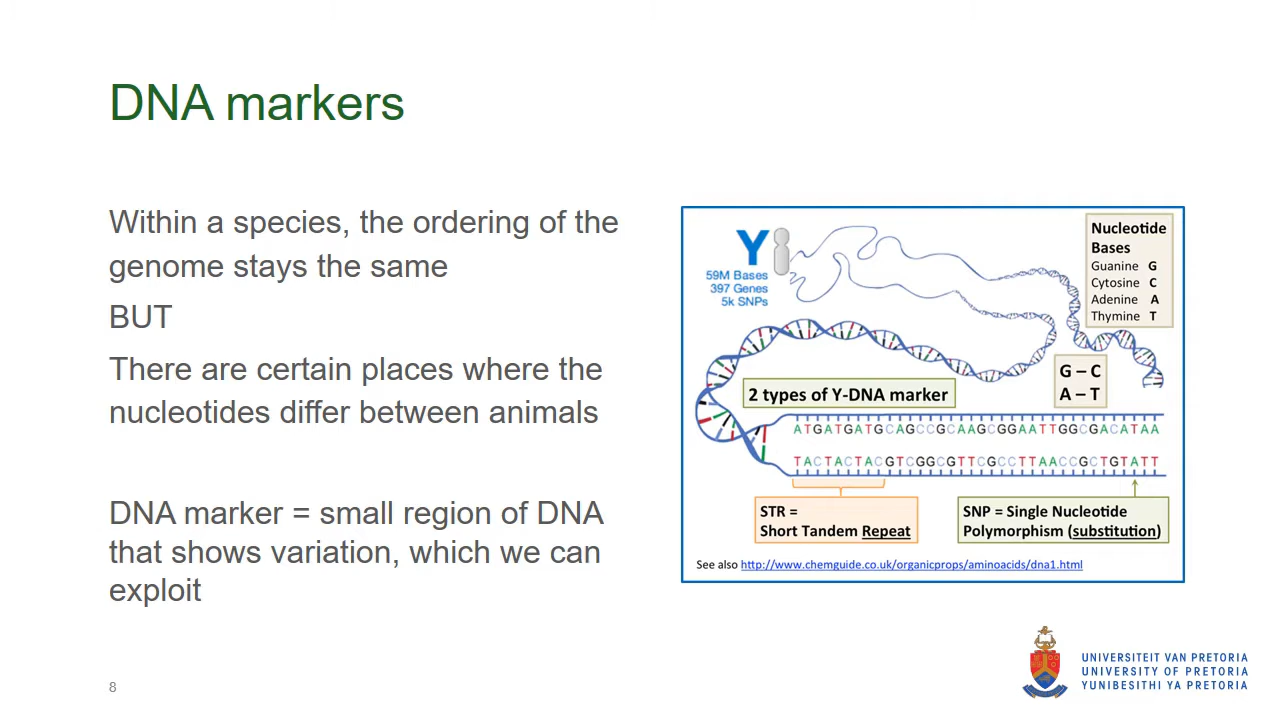 DNA markers
Within a species, the ordering of the
genome stays the same
BUT
There are certain places where the
nucleotides differ between animals
DNA marker = small region of DNA
that shows variation, which we can
exploit
Y
59M Bases
397 Genes
5k SNPs
Nucleotide
Bases
Guanine G
Cytosine C
Adenine A
Thymine T
G – C
A – T
2 types of Y-DNA marker
ATGATGATGCAGCCGCAAGCGGAATTGGCGACATAA
TACTACTACGTCGGCGTTCGCCTTAACCGCTGTATT
STR =
Short Tandem Repeat
SNP = Single Nucleotide
Polymorphism (substitution)
See also http://www.chemguide.co.uk/organicprops/aminoacids/dna1.html
8
UNIVERSITEIT VAN PRETORIA
UNIVERSITY OF PRETORIA
YUNIBESITHI YA PRETORIA